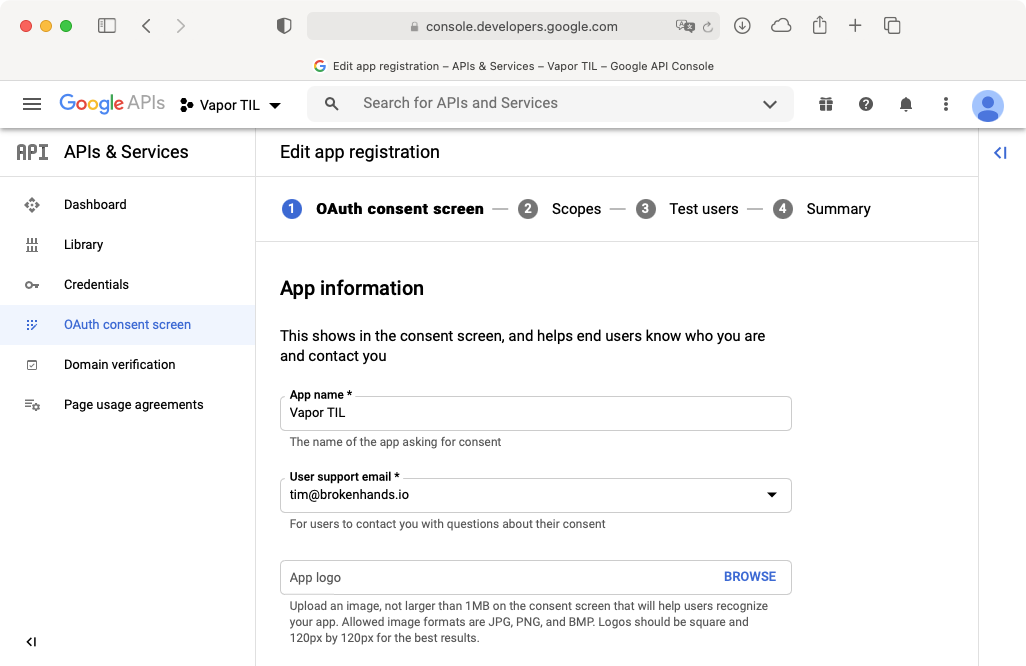 console.developers.google.com
Edit app registration – APIs & Services – Vapor TIL – Google API Console
Google APIs
Vapor TIL
Search for APIs and Services
API APIs & Services
Edit app registration
Dashboard
Library
Credentials
OAuth consent screen
Domain verification
Page usage agreements
1 OAuth consent screen — 2 Scopes — 3 Test users — 4 Summary
App information
This shows in the consent screen, and helps end users know who you are
and contact you
App name *
Vapor TIL
The name of the app asking for consent
User support email *
tim@brokenhands.io
For users to contact you with questions about their consent
App logo
BROWSE
Upload an image, not larger than 1MB on the consent screen that will help users recognize
your app. Allowed image formats are JPG, PNG, and BMP. Logos should be square and
120px by 120px for the best results.